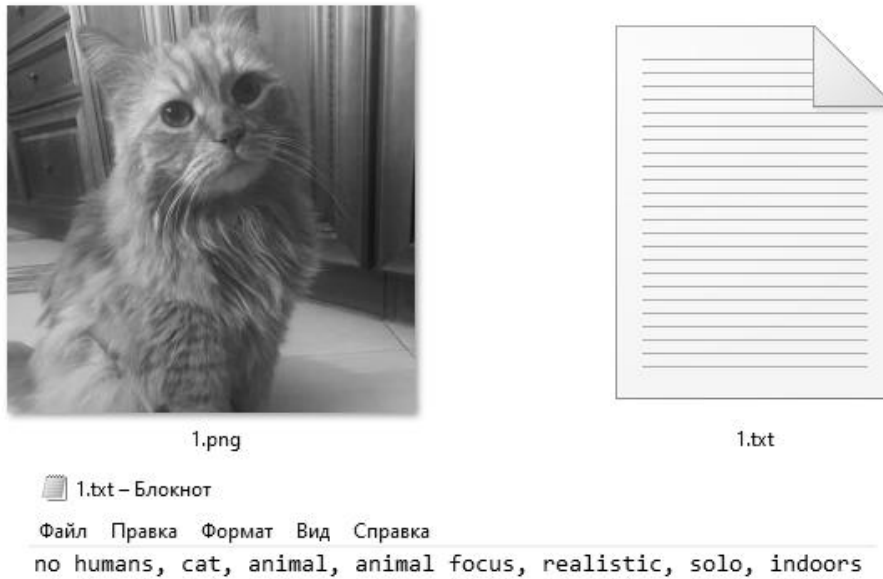 1.png
1.txt
1.txt – Блокнот
Файл Правка Формат Вид Справка
no humans, cat, animal, animal focus, realistic, solo, indoors